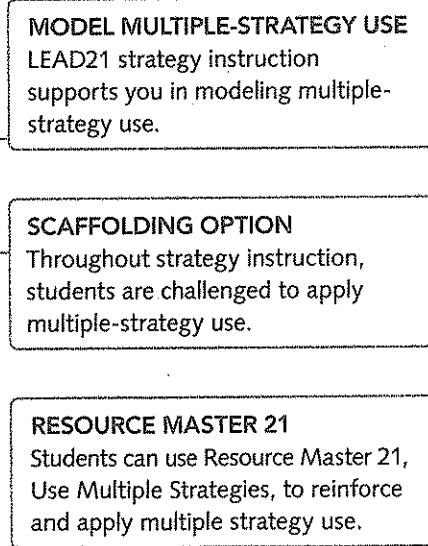 MODEL MULTIPLE-STRATEGY USE
LEAD21 strategy instruction
supports you in modeling multiple-
strategy use.
SCAFFOLDING OPTION
Throughout strategy instruction,
students are challenged to apply
multiple-strategy use.
RESOURCE MASTER 21
Students can use Resource Master 21,
Use Multiple Strategies, to reinforce
and apply multiple strategy use.